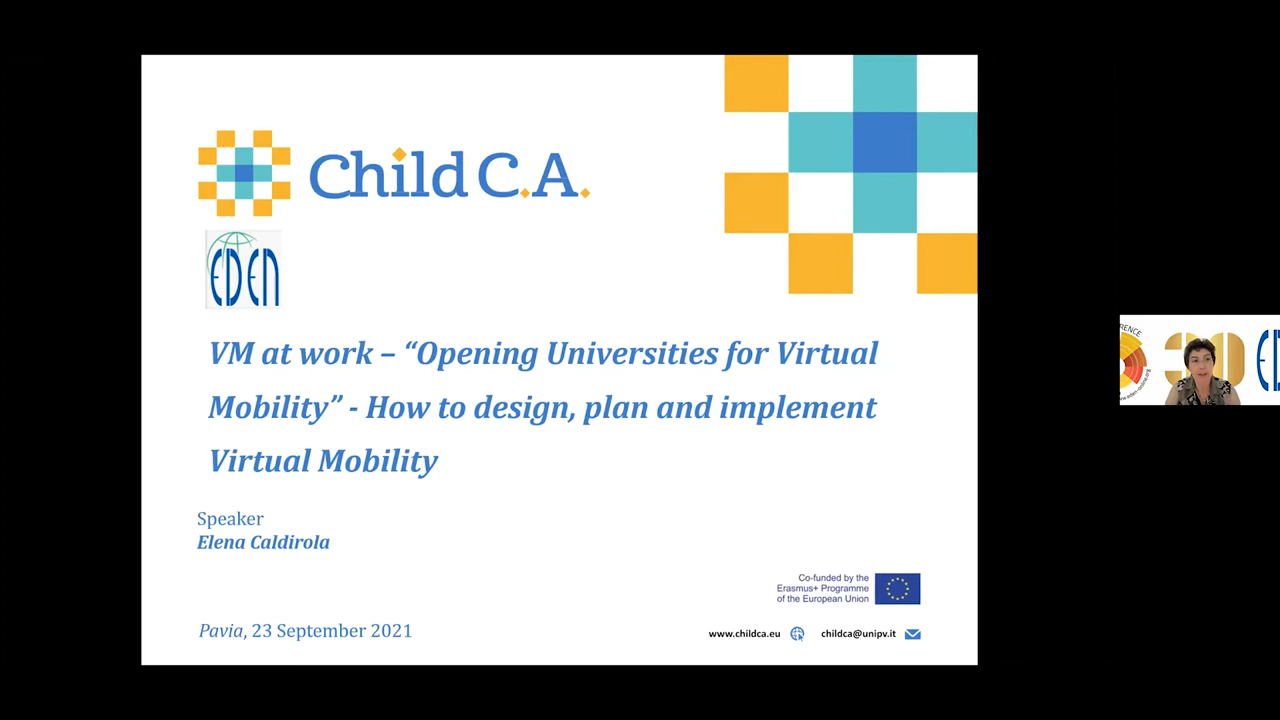 Child C.A.
EDEN
VM at work – “Opening Universities for Virtual
Mobility” - How to design, plan and implement
Virtual Mobility
Speaker
Elena Caldirola
Co-funded by the
Erasmus+ Programme
of the European Union
Pavia, 23 September 2021
www.childca.eu
childca@unipv.it